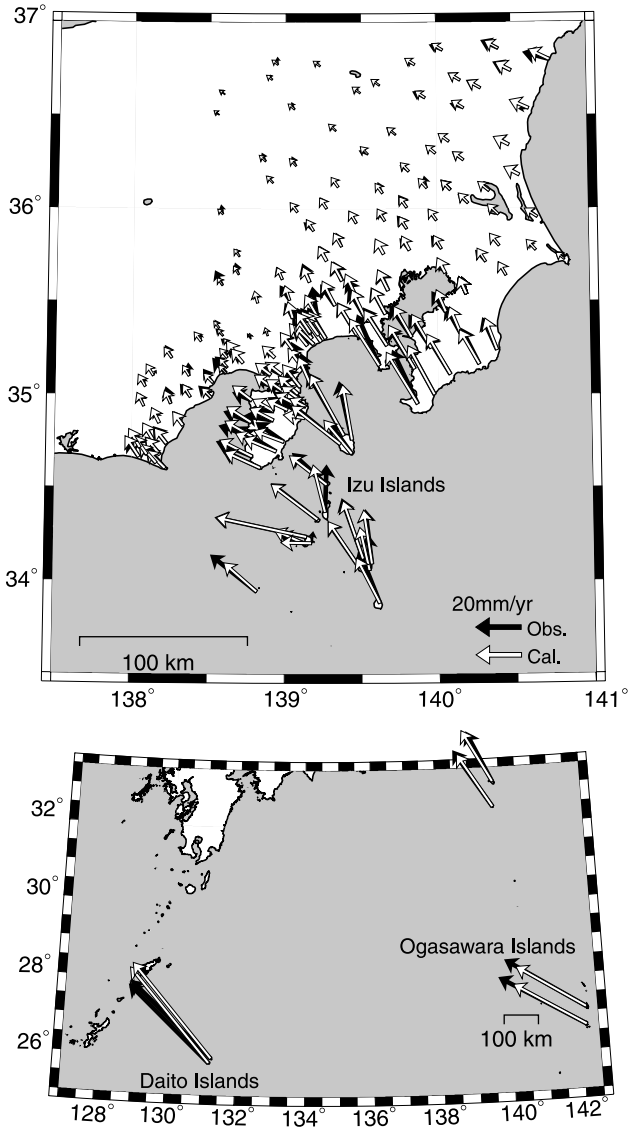 37°
36°
35°
34°
Izu Islands
20mm/yr
Obs.
Cal.
100 km
138°
139°
140°
141°
32°
30°
28°
26°
Ogasawara Islands
100 km
Daito Islands
128°
130°
132°
134°
136°
138°
140°
142°